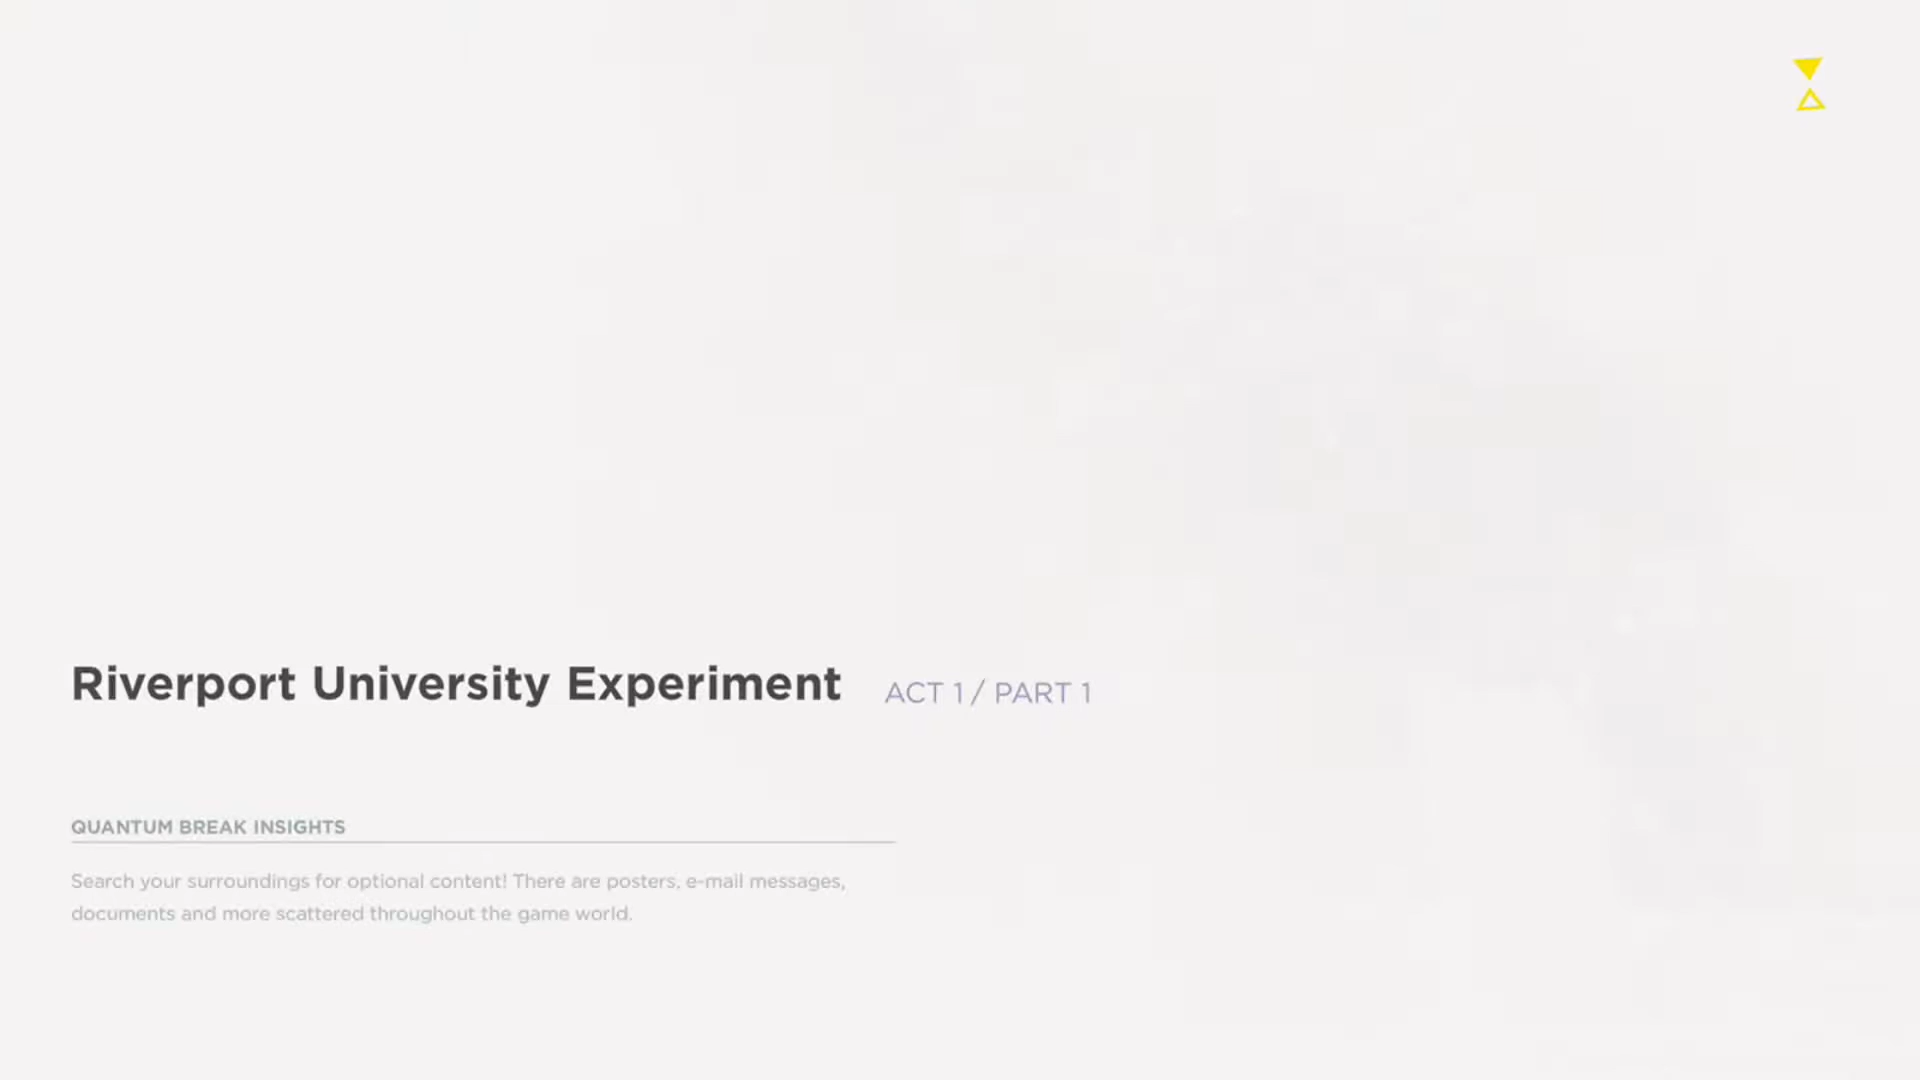 Riverport University Experiment ACT 1 / PART 1
QUANTUM BREAK INSIGHTS
Search your surroundings for optional content! There are posters, e-mail messages,
documents and more scattered throughout the game world.